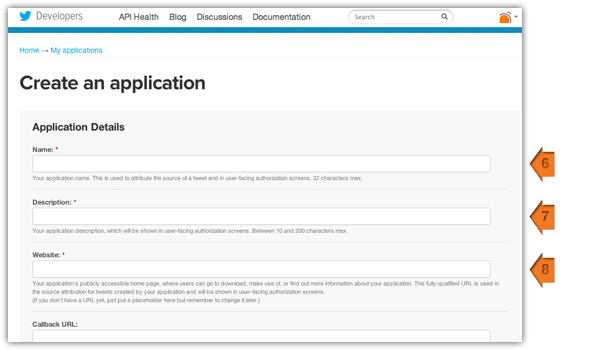 Developers API Health Blog Discussions Documentation Search
Home → My applications
Create an application
Application Details
Name: *
6
Your application name. This is used to attribute the source of a tweet and in user-facing authorization screens. 32 characters max.
Description: *
7
Your application description, which will be shown in user-facing authorization screens. Between 10 and 200 characters max.
Website: *
8
Your application's publicly accessible home page, where users can go to download, make use of, or find out more information about your application. This fully-qualified URL is used in
the source attribution for tweets created by your application and will be shown in user-facing authorization screens.
(If you don't have a URL yet, just put a placeholder here but remember to change it later.)
Callback URL: